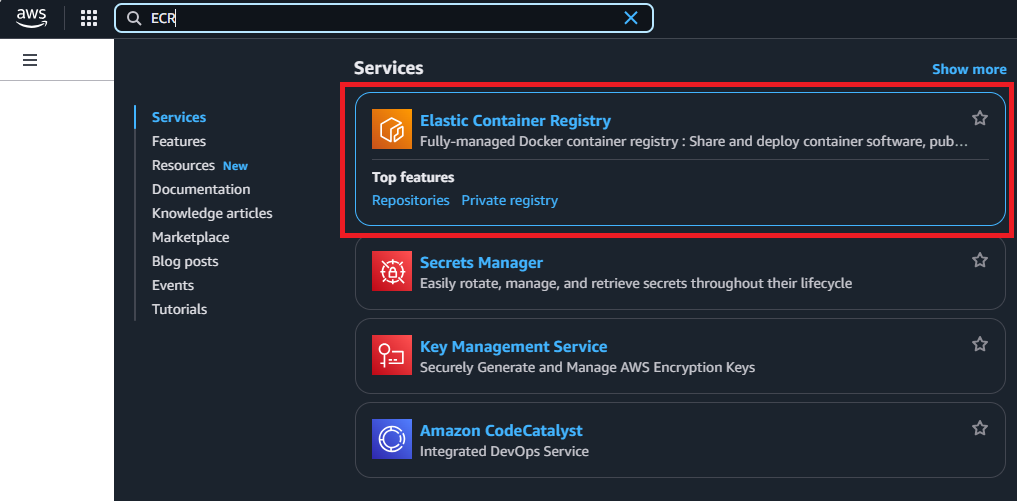 aws
ECR
Services
Show more
Services
Features
Resources New
Documentation
Knowledge articles
Marketplace
Blog posts
Events
Tutorials
Elastic Container Registry
Fully-managed Docker container registry : Share and deploy container software, pub…
Top features
Repositories Private registry
Secrets Manager
Easily rotate, manage, and retrieve secrets throughout their lifecycle
Key Management Service
Securely Generate and Manage AWS Encryption Keys
Amazon CodeCatalyst
Integrated DevOps Service